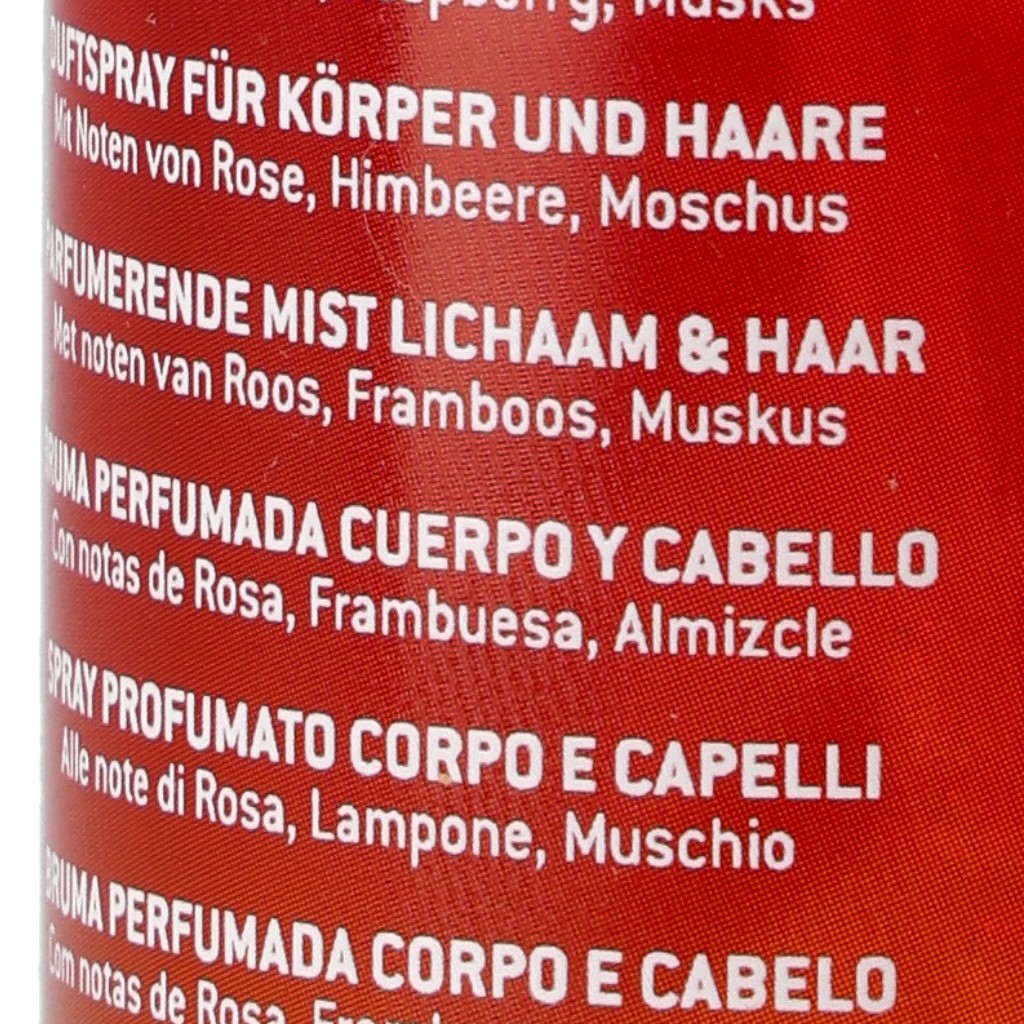 Raspberry, Musks
DUFTSPRAY FÜR KÖRPER UND HAARE
Mit Noten von Rose, Himbeere, Moschus
PARFUMERENDE MIST LICHAAM & HAAR
Met noten van Roos, Framboos, Muskus
BRUMA PERFUMADA CUERPO Y CABELLO
Con notas de Rosa, Frambuesa, Almizcle
SPRAY PROFUMATO CORPO E CAPELLI
Alle note di Rosa, Lampone, Muschio
BRUMA PERFUMADA CORPO E CABELO
Com notas de Rosa,